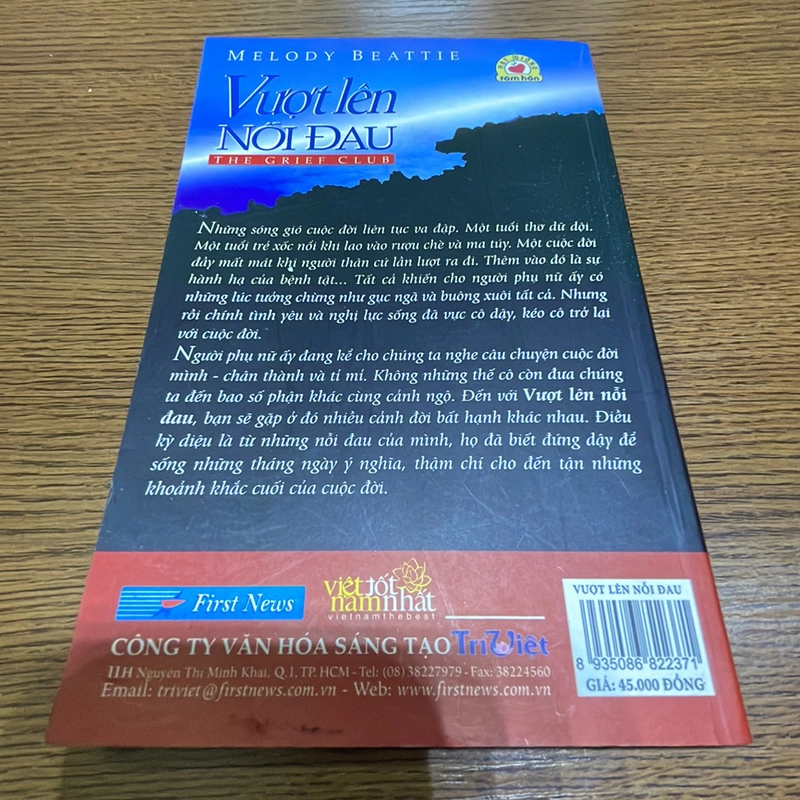 MELODY BEATTIE
HẠT GIỐNG
tâm hồn
Vượt lên
NỖI ĐAU
THE GRIEF CLUB
Những sóng gió cuộc đời liên tục va đập. Một tuổi thơ dữ dội.
Một tuổi trẻ xốc nổi khi lao vào rượu chè và ma túy. Một cuộc đời
đầy mất mát khi người thân cứ lần lượt ra đi. Thêm vào đó là sự
hành hạ của bệnh tật... Tất cả khiến cho người phụ nữ ấy có
những lúc tưởng chừng như gục ngã và buông xuôi tất cả. Nhưng
rồi chính tình yêu và nghị lực sống đã vực cô dậy, kéo cô trở lại
với cuộc đời.
Người phụ nữ ấy đang kể cho chúng ta nghe câu chuyện cuộc đời
mình - chân thành và tỉ mỉ. Không những thế cô còn đưa chúng
ta đến bao số phận khác cùng cảnh ngộ. Đến với Vượt lên nỗi
đau, bạn sẽ gặp ở đó nhiều cảnh đời bất hạnh khác nhau. Điều
kỳ diệu là từ những nỗi đau của mình, họ đã biết đứng dậy để
sống những tháng ngày ý nghĩa, thậm chí cho đến tận những
khoảnh khắc cuối của cuộc đời.
First News
việt tốt
nam nhất
vietnamthebest
CÔNG TY VĂN HÓA SÁNG TẠO Trí Việt
11H Nguyễn Thị Minh Khai, Q.1, TP. HCM - Tel: (08) 38227979 - Fax: 38224560
Email: triviet@firstnews.com.vn - Web: www.firstnews.com.vn
VƯỢT LÊN NỖI ĐAU
8 935086 822371
GIÁ: 45.000 ĐỒNG